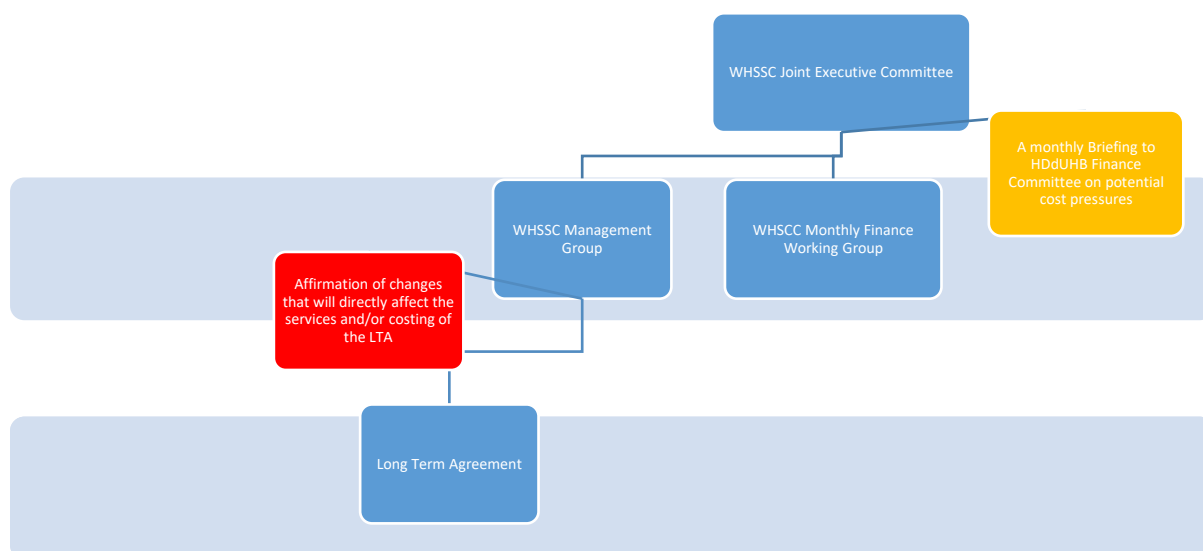 WHSSC Joint Executive Committee
A monthly Briefing to
HDdUHB Finance
Committee on potential
cost pressures
WHSSC Management
Group
WHSCC Monthly Finance
Working Group
Affirmation of changes
that will directly affect the
services and/or costing of
the LTA
Long Term Agreement